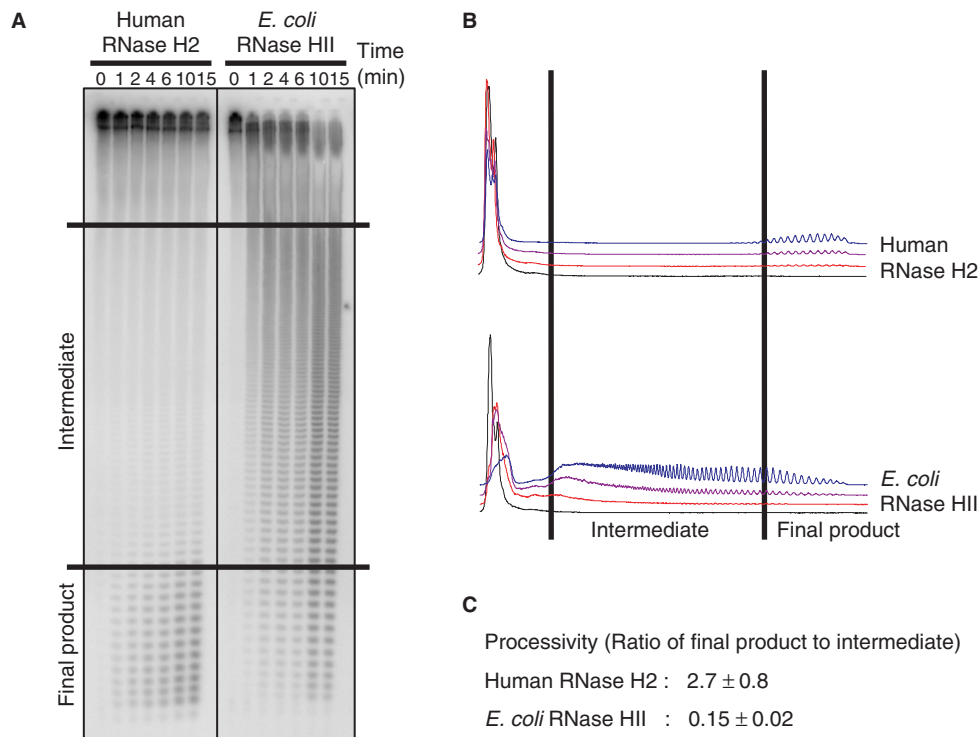 A
Human
RNase H2
E. coli
RNase HII
Time
(min)
0 1 2 4 6 10 15 0 1 2 4 6 10 15
Intermediate
Final product
B
Human
RNase H2
E. coli
RNase HII
Intermediate
Final product
C
Processivity (Ratio of final product to intermediate)
Human RNase H2 : 2.7 ± 0.8
E. coli RNase HII : 0.15 ± 0.02